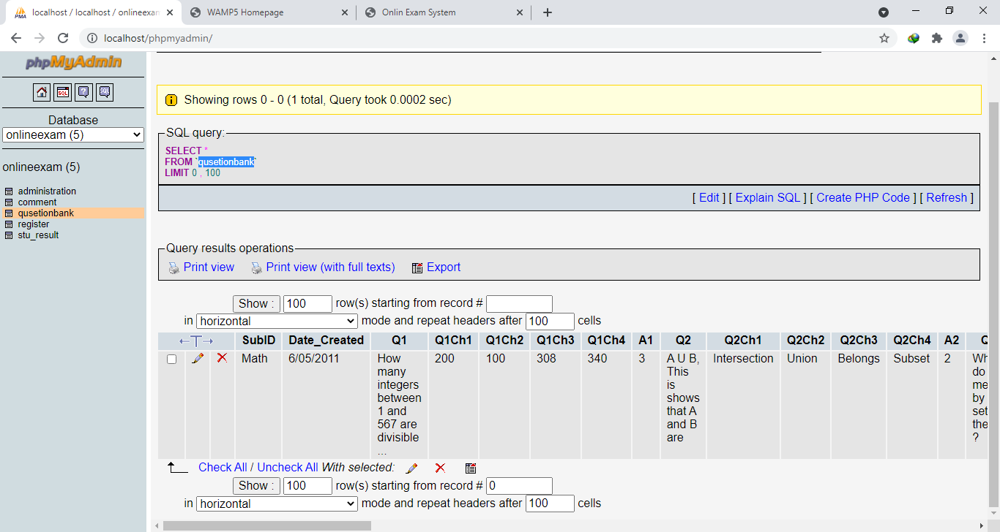 localhost / localhost / onlineexam
WAMP5 Homepage
Onlin Exam System
localhost/phpmyadmin/
phpMyAdmin
Database
onlineexam (5)
onlineexam (5)
administration
comment
qusetionbank
register
stu_result
Showing rows 0 - 0 (1 total, Query took 0.0002 sec)
SQL query:
SELECT *
FROM `qusetionbank`
LIMIT 0 , 100
[ Edit ] [ Explain SQL ] [ Create PHP Code ] [ Refresh ]
Query results operations
Print view Print view (with full texts) Export
Show : 100 row(s) starting from record #
in horizontal mode and repeat headers after 100 cells
←T→ SubID Date_Created Q1 Q1Ch1 Q1Ch2 Q1Ch3 Q1Ch4 A1 Q2 Q2Ch1 Q2Ch2 Q2Ch3 Q2Ch4 A2
Math 6/05/2011 How 200 100 308 340 3 A U B, Intersection Union Belongs Subset 2 Wh
many This do
integers is me
between shows by
1 and that A set
567 are and B the
divisible are ?
...
Check All / Uncheck All With selected:
Show : 100 row(s) starting from record # 0
in horizontal mode and repeat headers after 100 cells